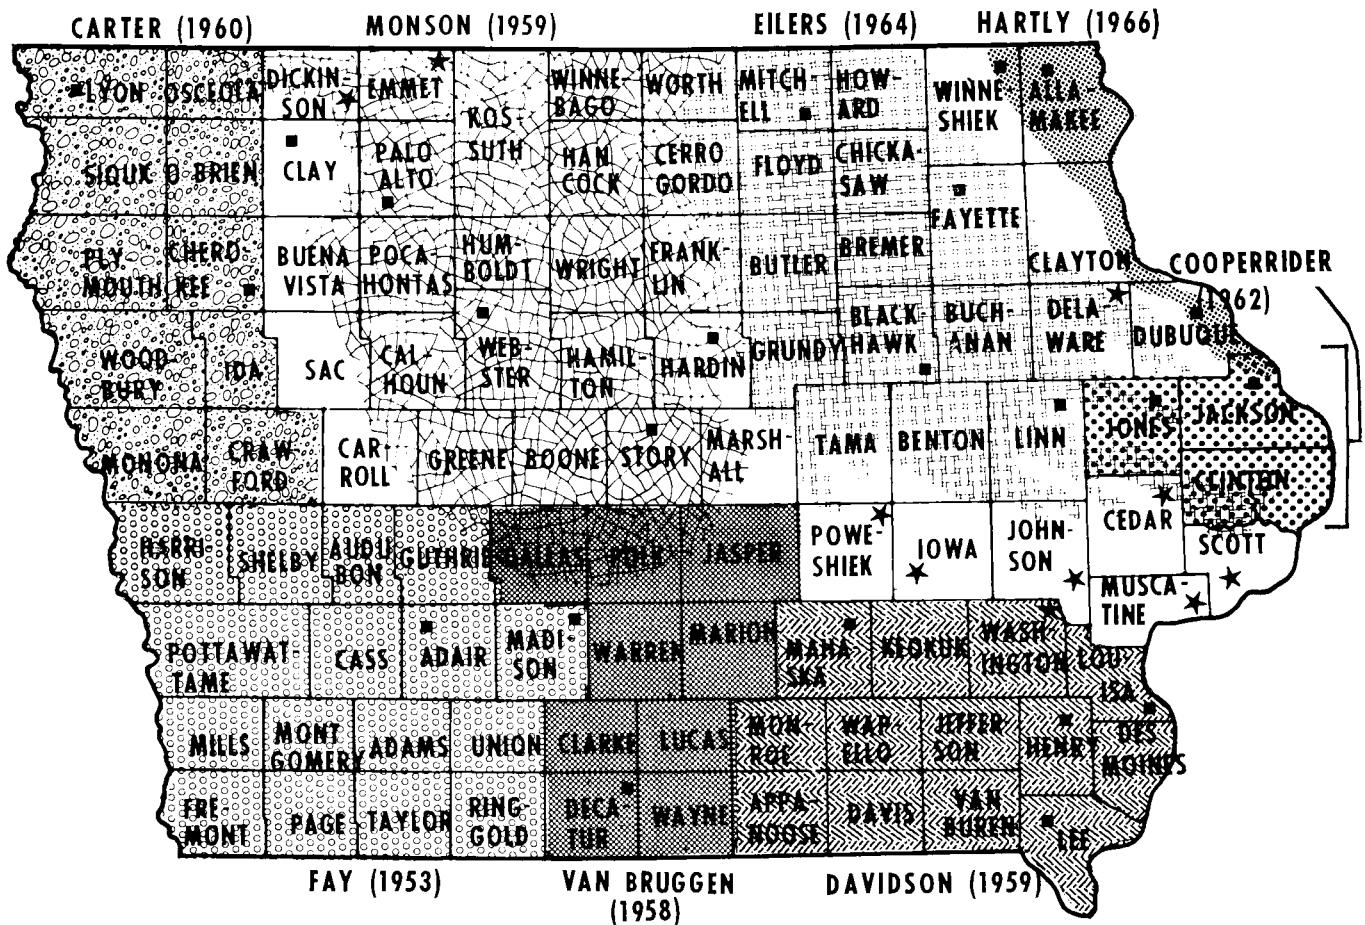 CARTER (1960) MONSON (1959) EILERS (1964) HARTLY (1966)
LYON OSCEOLA DICKIN-
SON EMMET KOS-
SUTH WINNE-
BAGO WORTH MITCH-
ELL HOW-
ARD WINNE-
SHIEK ALLA-
MAKEE
SIOUX O BRIEN CLAY PALO
ALTO HAN
COCK CERRO
GORDO FLOYD CHICKA-
SAW FAYETTE
CLAYTON
COOPERRIDER
(1962)
PLY-
MOUTH CHERO-
KEE BUENA
VISTA POCA-
HONTAS HUM-
BOLDT WRIGHT FRANK-
LIN BUTLER BREMER
WOOD-
BURY IDA SAC CAL-
HOUN WEB-
STER HAMIL-
TON HARDIN GRUNDY BLACK-
HAWK BUCH-
ANAN DELA-
WARE DUBUQUE
MONONA CRAW-
FORD CAR-
ROLL GREENE BOONE STORY MARSH-
ALL TAMA BENTON LINN JONES JACKSON
CLINTON
HARRI-
SON SHELBY AUDU
BON GUTHRIE DALLAS POLK JASPER POWE-
SHIEK IOWA JOHN-
SON CEDAR SCOTT
MUSCA-
TINE
POTTAWAT-
TAME CASS ADAIR MADI-
SON WARREN MARION MAHA-
SKA KEOKUK WASH-
INGTON LOU-
ISA
MILLS MONT
GOMERY ADAMS UNION CLARKE LUCAS MON-
ROE WAP-
ELLO JEFFER-
SON HENRY DES
MOINES
FRE-
MONT PAGE TAYLOR RING-
GOLD DECA-
TUR WAYNE APPA-
NOOSE DAVIS VAN
BUREN LEE
FAY (1953) VAN BRUGGEN
(1958) DAVIDSON (1959)